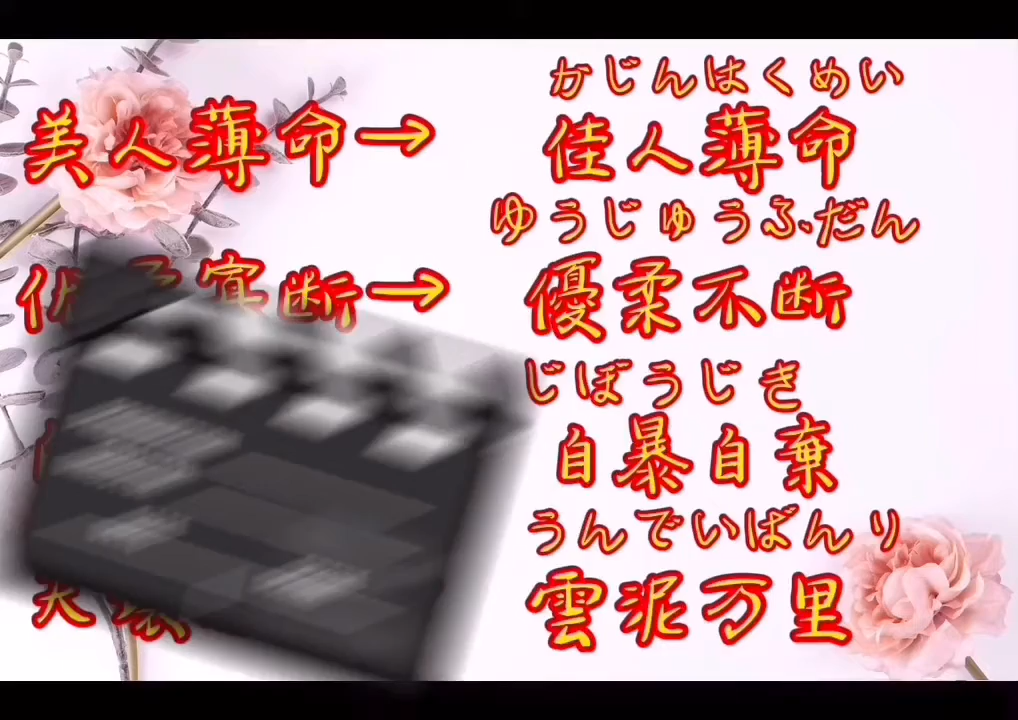 かじんはくめい
美人薄命→ 佳人薄命
ゆうじゅうふだん
寡断→ 優柔不断
じぼうじき
自暴自棄
うんでいばんり
雲泥万里